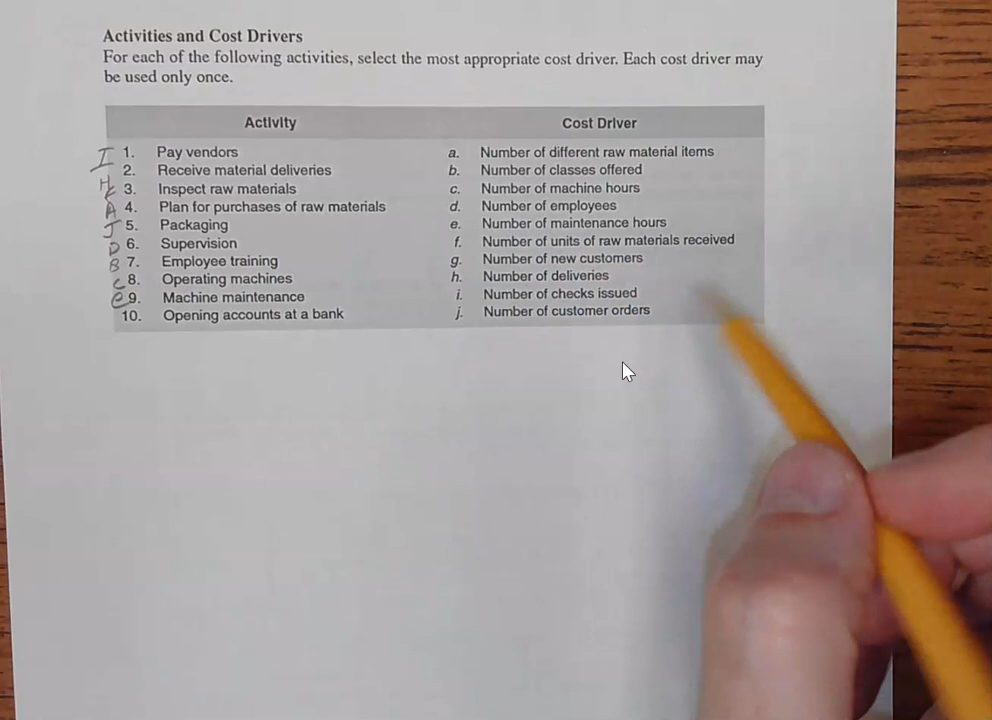 Activities and Cost Drivers
For each of the following activities, select the most appropriate cost driver. Each cost driver may
be used only once.
Activity Cost Driver
I 1. Pay vendors a. Number of different raw material items
H 2. Receive material deliveries b. Number of classes offered
3. Inspect raw materials c. Number of machine hours
A 4. Plan for purchases of raw materials d. Number of employees
J 5. Packaging e. Number of maintenance hours
D 6. Supervision f. Number of units of raw materials received
B 7. Employee training g. Number of new customers
C 8. Operating machines h. Number of deliveries
e 9. Machine maintenance i. Number of checks issued
10. Opening accounts at a bank j. Number of customer orders